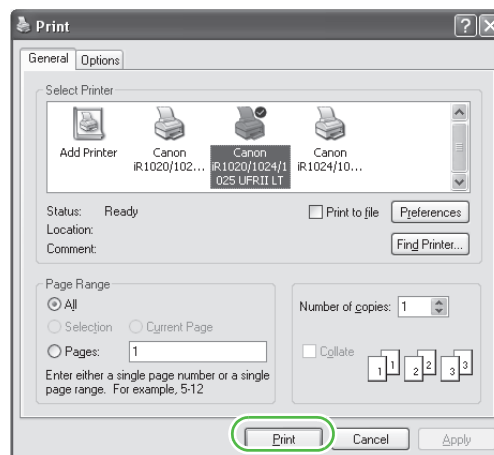 Print
General Options
Select Printer
Add Printer
Canon
iR1020/102...
Canon
iR1020/1024/1
025 UFRII LT
Canon
iR1024/10...
Status: Ready
Print to file
Preferences
Location:
Comment:
Find Printer...
Page Range
All
Selection Current Page
Pages: 1
Enter either a single page number or a single
page range. For example, 5-12
Number of copies: 1
Collate
1 1 2 2 3 3
Print Cancel Apply